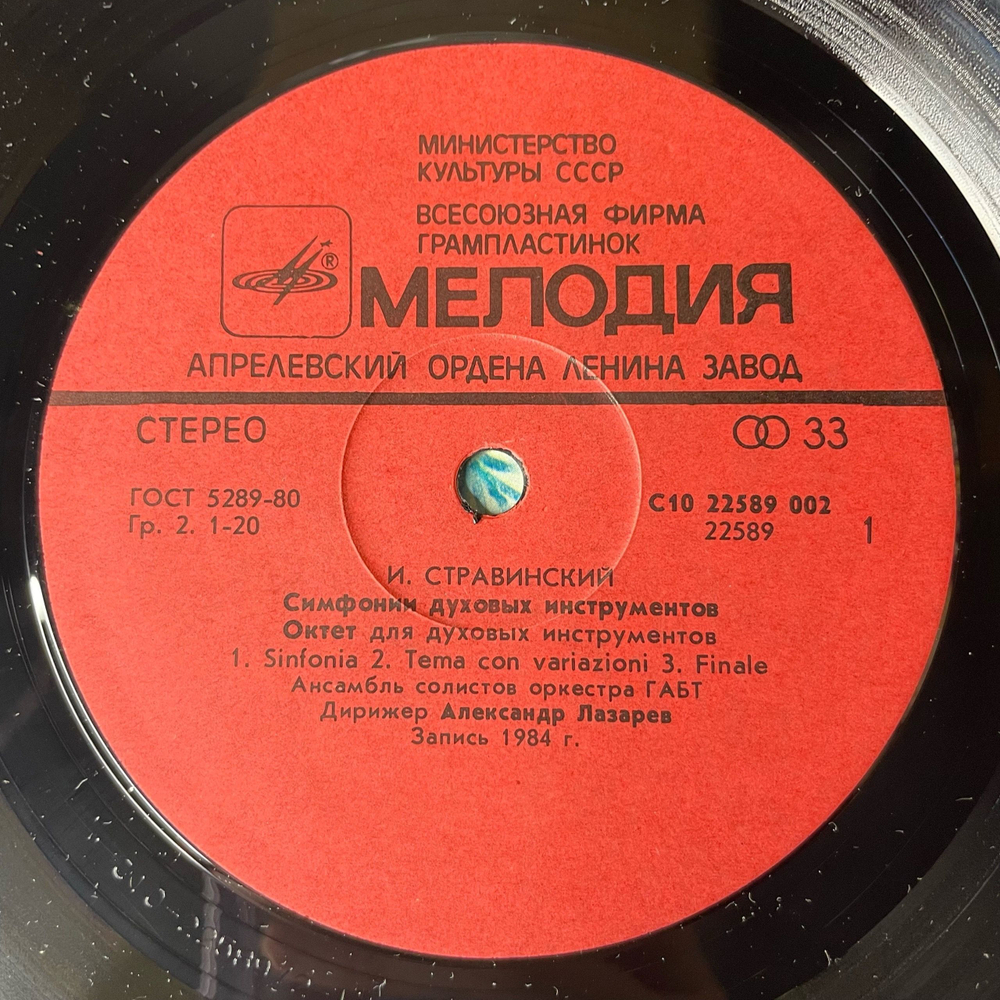 МИНИСТЕРСТВО
КУЛЬТУРЫ СССР
ВСЕСОЮЗНАЯ ФИРМА
ГРАМПЛАСТИНОК
®
МЕЛОДИЯ
АПРЕЛЕВСКИЙ ОРДЕНА ЛЕНИНА ЗАВОД
СТЕРЕО
33
ГОСТ 5289-80
Гр. 2. 1-20
С10 22589 002
22589
1
И. СТРАВИНСКИЙ
Симфонии духовых инструментов
Октет для духовых инструментов
1. Sinfonia 2. Tema con variazioni 3. Finale
Ансамбль солистов оркестра ГАБТ
Дирижер Александр Лазарев
Запись 1984 г.